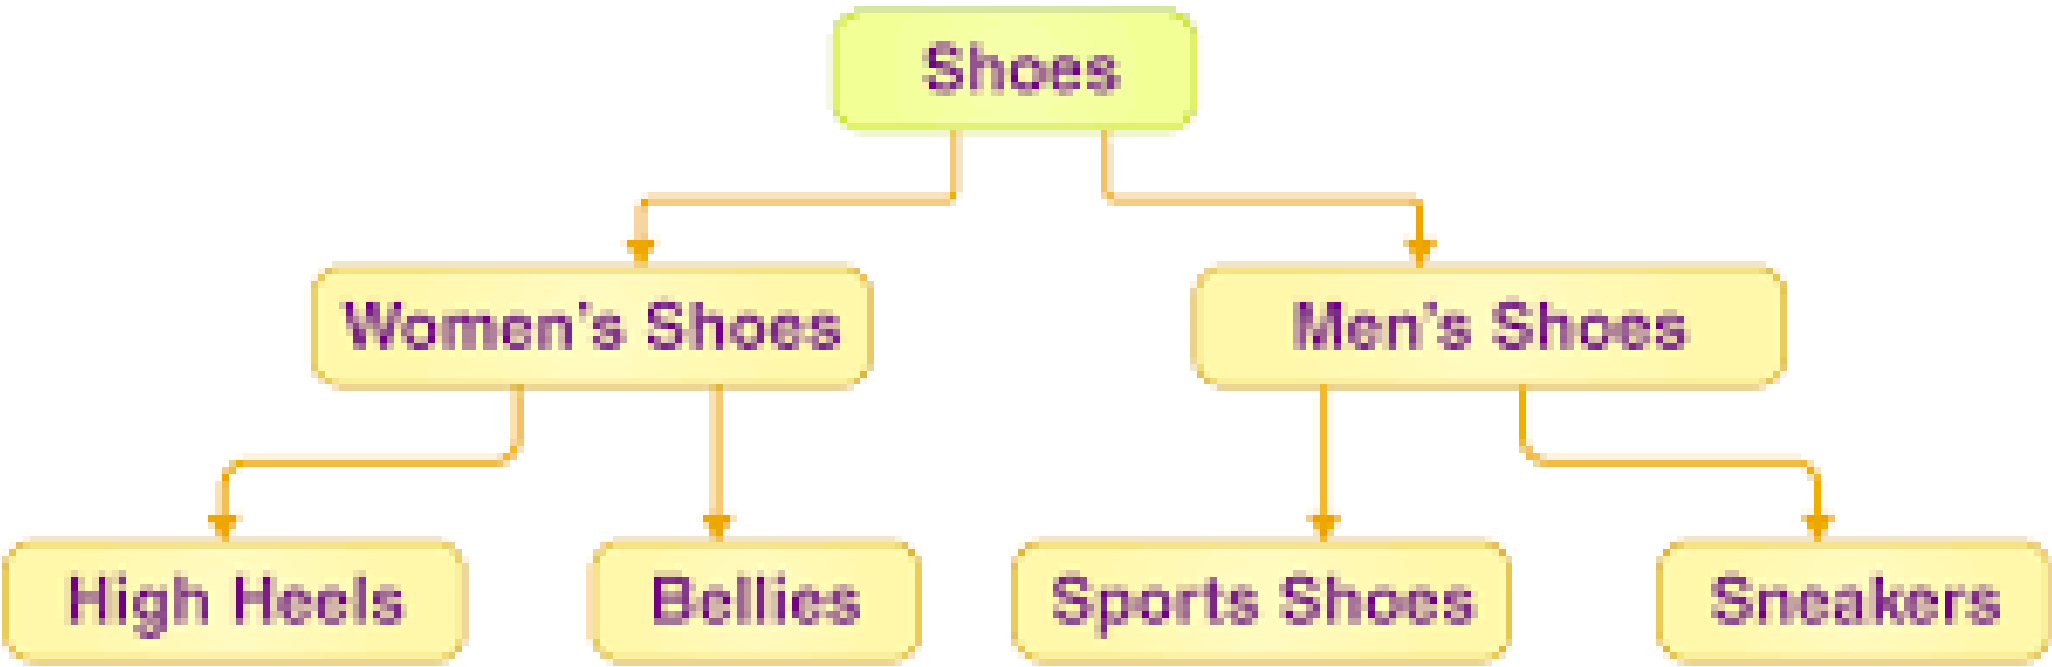 Shoes
Women's Shoes
Men's Shoes
High Heels
Bellies
Sports Shoes
Sneakers